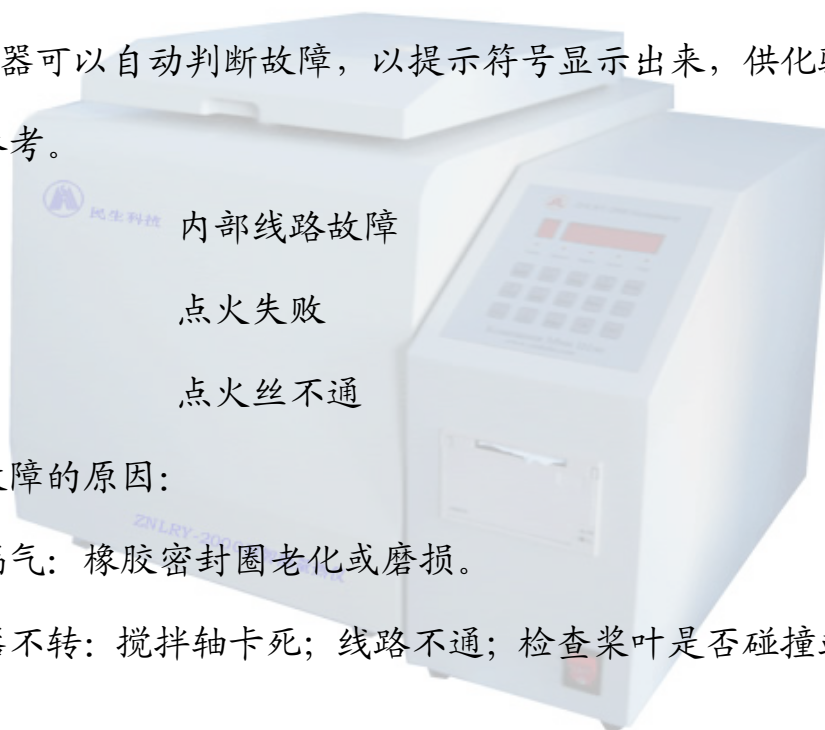 器可以自动判断故障，以提示符号显示出来，供化验
考。
民生科技
内部线路故障
点火失败
点火丝不通
障的原因：
气：橡胶密封圈老化或磨损。
ZNLRY-200
不转：搅拌轴卡死；线路不通；检查桨叶是否碰撞